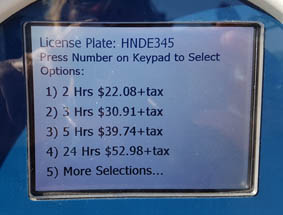 License Plate: HNDE345
Press Number on Keypad to Select
Options:
1) 2 Hrs $22.08+tax
2) 3 Hrs $30.91+tax
3) 5 Hrs $39.74+tax
4) 24 Hrs $52.98+tax
5) More Selections...